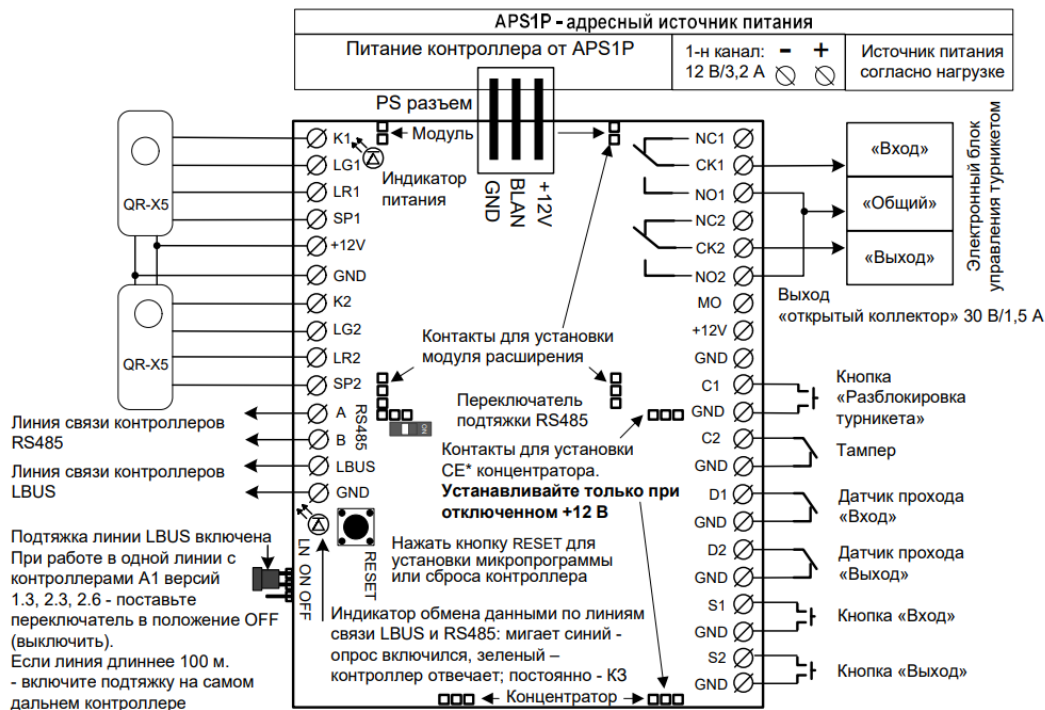 APS1P - адресный источник питания
Питание контроллера от APS1P
1-н канал: − +
12 В/3,2 А
Источник питания
согласно нагрузке
PS разъем
Модуль
Индикатор
питания
GND
BLAN
+12V
QR-X5
QR-X5
K1
LG1
LR1
SP1
+12V
GND
K2
LG2
LR2
SP2
A
B
LBUS
GND
RS485
ON
NC1
CK1
NO1
NC2
CK2
NO2
MO
+12V
GND
C1
GND
C2
GND
D1
GND
D2
GND
S1
GND
S2
GND
«Вход»
«Общий»
«Выход»
Электронный блок
управления турникетом
Выход
«открытый коллектор» 30 В/1,5 А
Контакты для установки
модуля расширения
Переключатель
подтяжки RS485
Контакты для установки
CE* концентратора.
Устанавливайте только при
отключенном +12 В
Кнопка
«Разблокировка
турникета»
Тампер
Датчик прохода
«Вход»
Датчик прохода
«Выход»
Кнопка «Вход»
Кнопка «Выход»
Линия связи контроллеров
RS485
Линия связи контроллеров
LBUS
Подтяжка линии LBUS включена
При работе в одной линии с
контроллерами А1 версий
1.3, 2.3, 2.6 - поставьте
переключатель в положение OFF
(выключить).
Если линия длиннее 100 м.
- включите подтяжку на самом
дальнем контроллере
LN ON OFF
RESET
Нажать кнопку RESET для
установки микропрограммы
или сброса контроллера
Индикатор обмена данными по линиям
связи LBUS и RS485: мигает синий -
опрос включился, зеленый –
контроллер отвечает; постоянно - КЗ
Концентратор